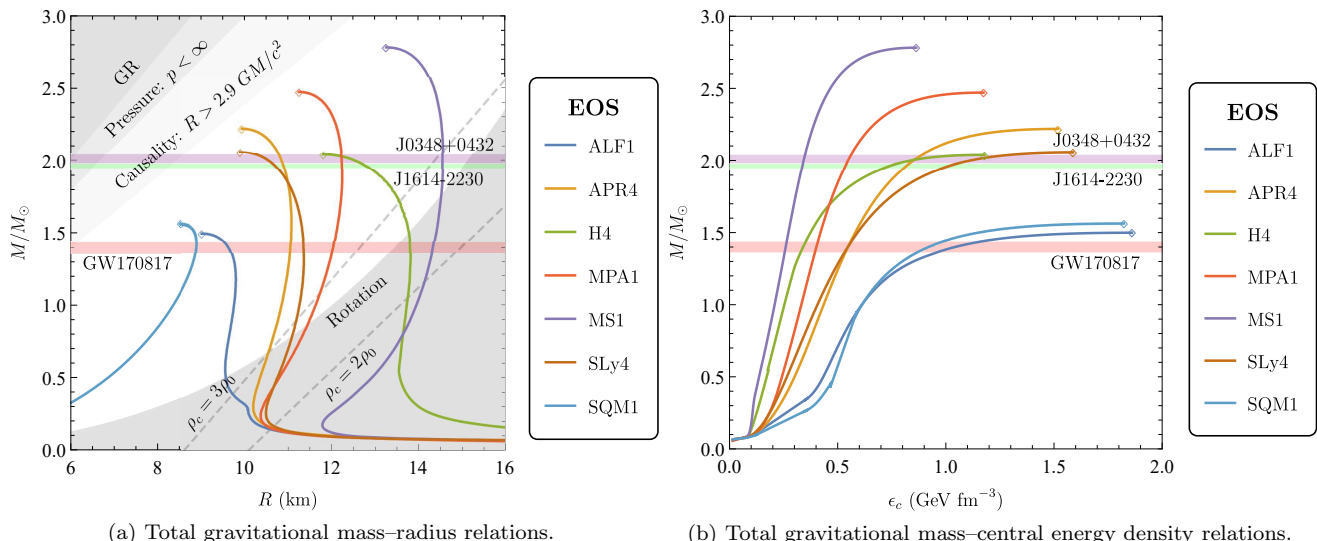 3.0
2.5
2.0
1.5
1.0
0.5
0.0
M/M⊙
GR
Pressure: p < ∞
Causality: R > 2.9 GM/c²
J0348+0432
J1614-2230
GW170817
Rotation
ρc = 3ρ0
ρc = 2ρ0
6 8 10 12 14 16
R (km)
EOS
ALF1
APR4
H4
MPA1
MS1
SLy4
SQM1
(a) Total gravitational mass–radius relations.
3.0
2.5
2.0
1.5
1.0
0.5
0.0
M/M⊙
J0348+0432
J1614-2230
GW170817
0.0 0.5 1.0 1.5 2.0
ϵc (GeV fm⁻³)
EOS
ALF1
APR4
H4
MPA1
MS1
SLy4
SQM1
(b) Total gravitational mass–central energy density relations.